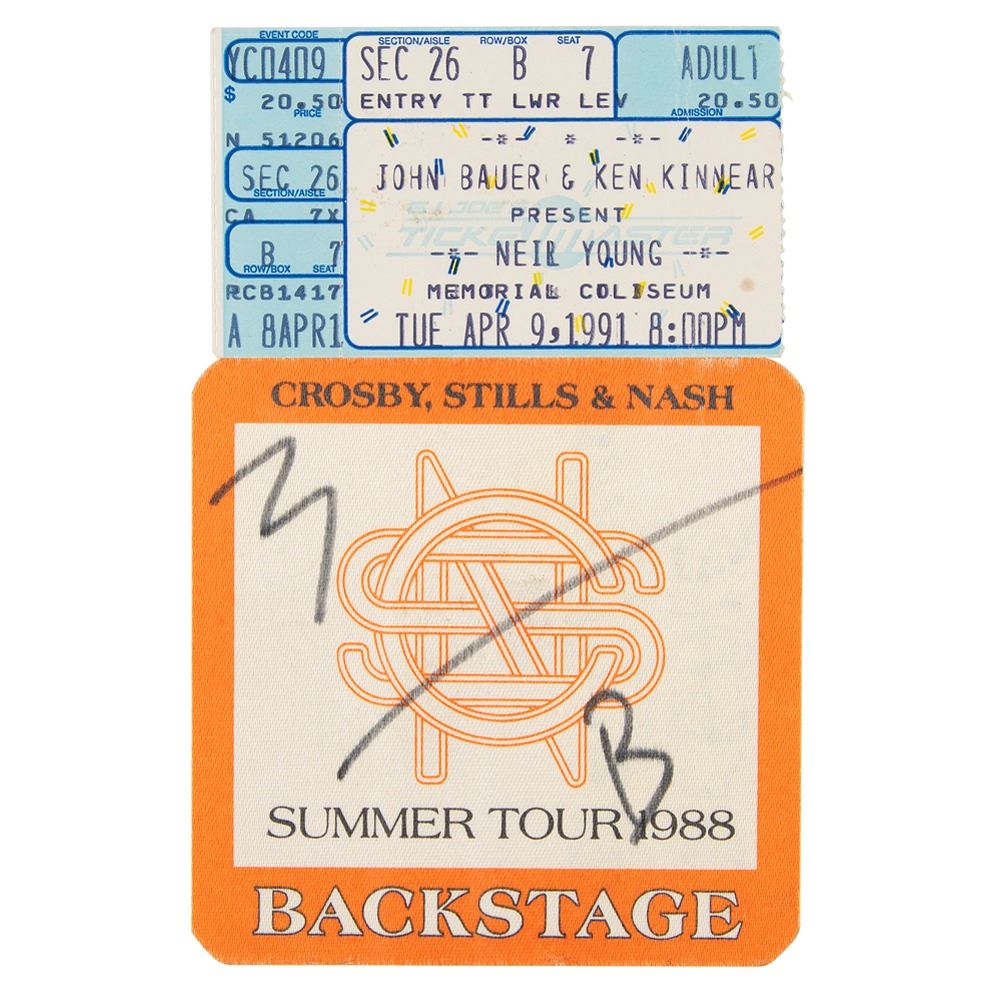 EVENT CODE SECTION/AISLE ROW/BOX SEAT
YC0409 SEC 26 B 7 ADULT
$ 20.50 ENTRY TT LWR LEV 20.50
PRICE ADMISSION
N 51206 --*-- * --*--
SEC 26 JOHN BAUER & KEN KINNEAR
SECTION/AISLE
CA 7X PRESENT
G.I. JOE'S
TICKETMASTER
B 7 --*-- NEIL YOUNG --*--
ROW/BOX SEAT
RCB1417 MEMORIAL COLISEUM
A 8APR1 TUE APR 9,1991 8:00PM
CROSBY, STILLS & NASH
CSN
SUMMER TOUR 1988
BACKSTAGE